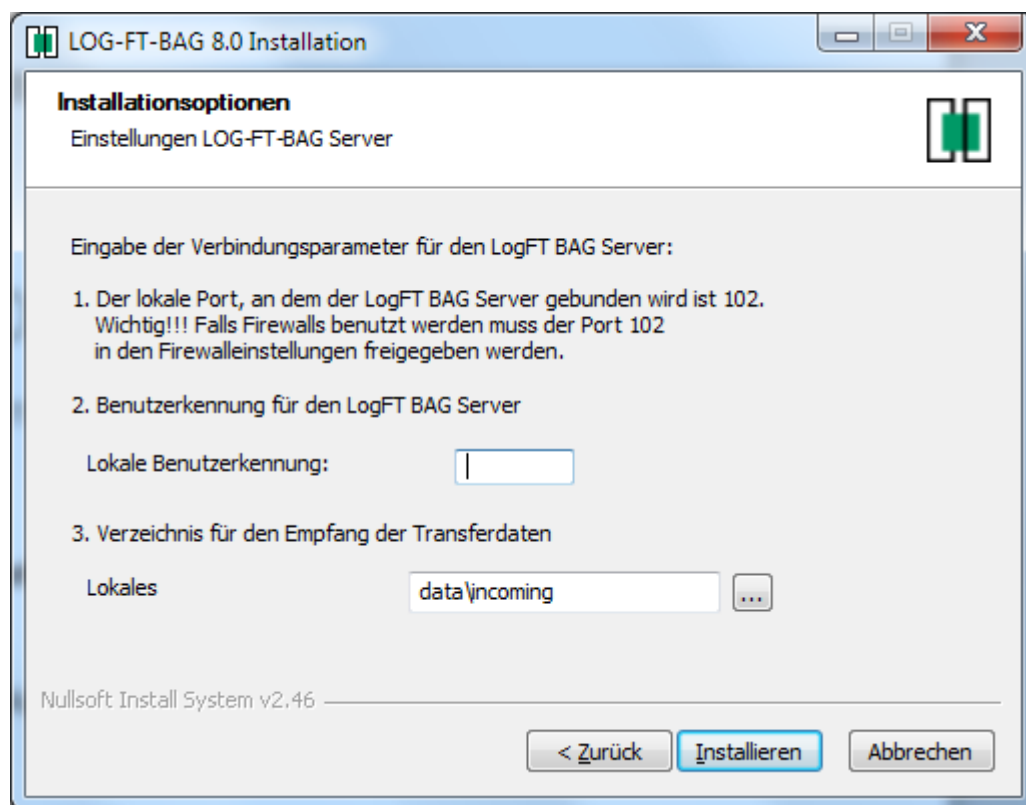 LOG-FT-BAG 8.0 Installation
Installationsoptionen
Einstellungen LOG-FT-BAG Server
Eingabe der Verbindungsparameter für den LogFT BAG Server:
1. Der lokale Port, an dem der LogFT BAG Server gebunden wird ist 102.
Wichtig!!! Falls Firewalls benutzt werden muss der Port 102
in den Firewalleinstellungen freigegeben werden.
2. Benutzerkennung für den LogFT BAG Server
Lokale Benutzerkennung:
3. Verzeichnis für den Empfang der Transferdaten
Lokales data\incoming ...
Nullsoft Install System v2.46
< Zurück Installieren Abbrechen